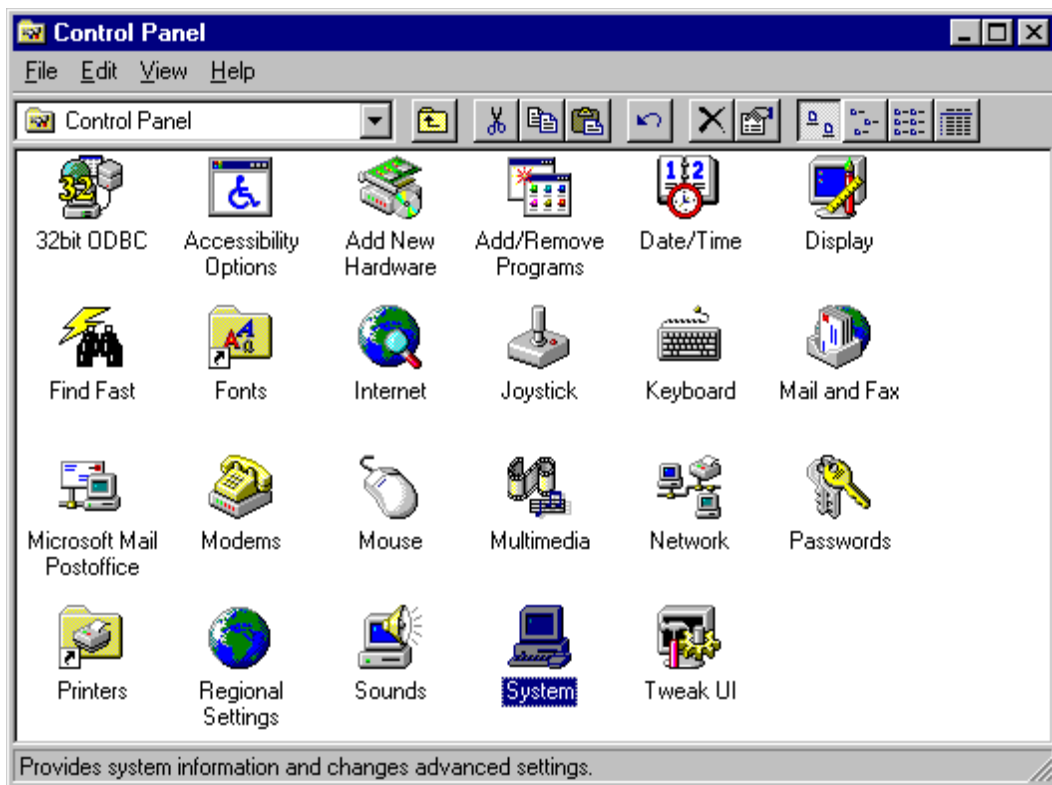 Control Panel
File Edit View Help
Control Panel
32bit ODBC
Accessibility
Options
Add New
Hardware
Add/Remove
Programs
Date/Time
Display
Find Fast
Fonts
Internet
Joystick
Keyboard
Mail and Fax
Microsoft Mail
Postoffice
Modems
Mouse
Multimedia
Network
Passwords
Printers
Regional
Settings
Sounds
System
Tweak UI
Provides system information and changes advanced settings.